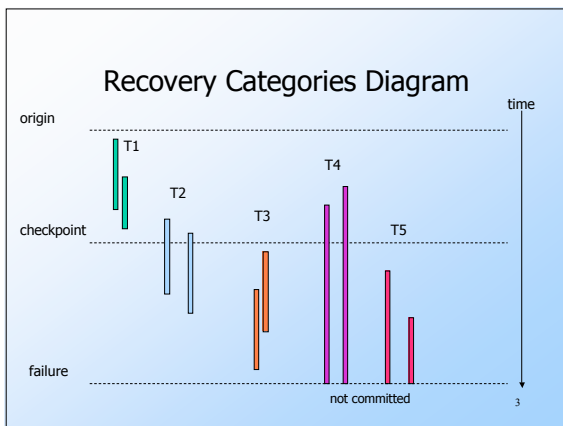 Recovery Categories Diagram
time
origin
T1
T4
T2
T3
T5
checkpoint
failure
not committed
3